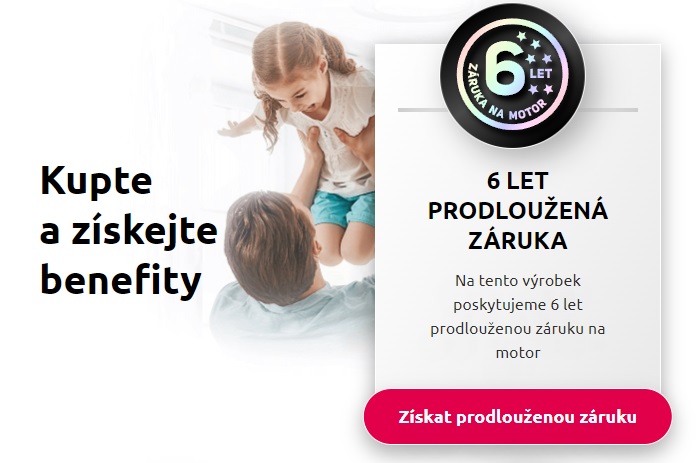 Kupte
a získejte
benefity
6 LET
ZÁRUKA NA MOTOR
6 LET
PRODLOUŽENÁ
ZÁRUKA
Na tento výrobek
poskytujeme 6 let
prodlouženou záruku na
motor
Získat prodlouženou záruku